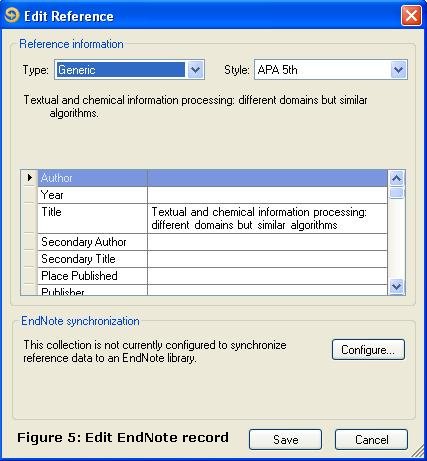 Edit Reference
Reference information
Type: Generic Style: APA 5th
Textual and chemical information processing: different domains but similar
algorithms.
Author
Year
Title Textual and chemical information processing:
different domains but similar algorithms
Secondary Author
Secondary Title
Place Published
Publisher
EndNote synchronization
This collection is not currently configured to synchronize
reference data to an EndNote library.
Configure...
Figure 5: Edit EndNote record
Save Cancel